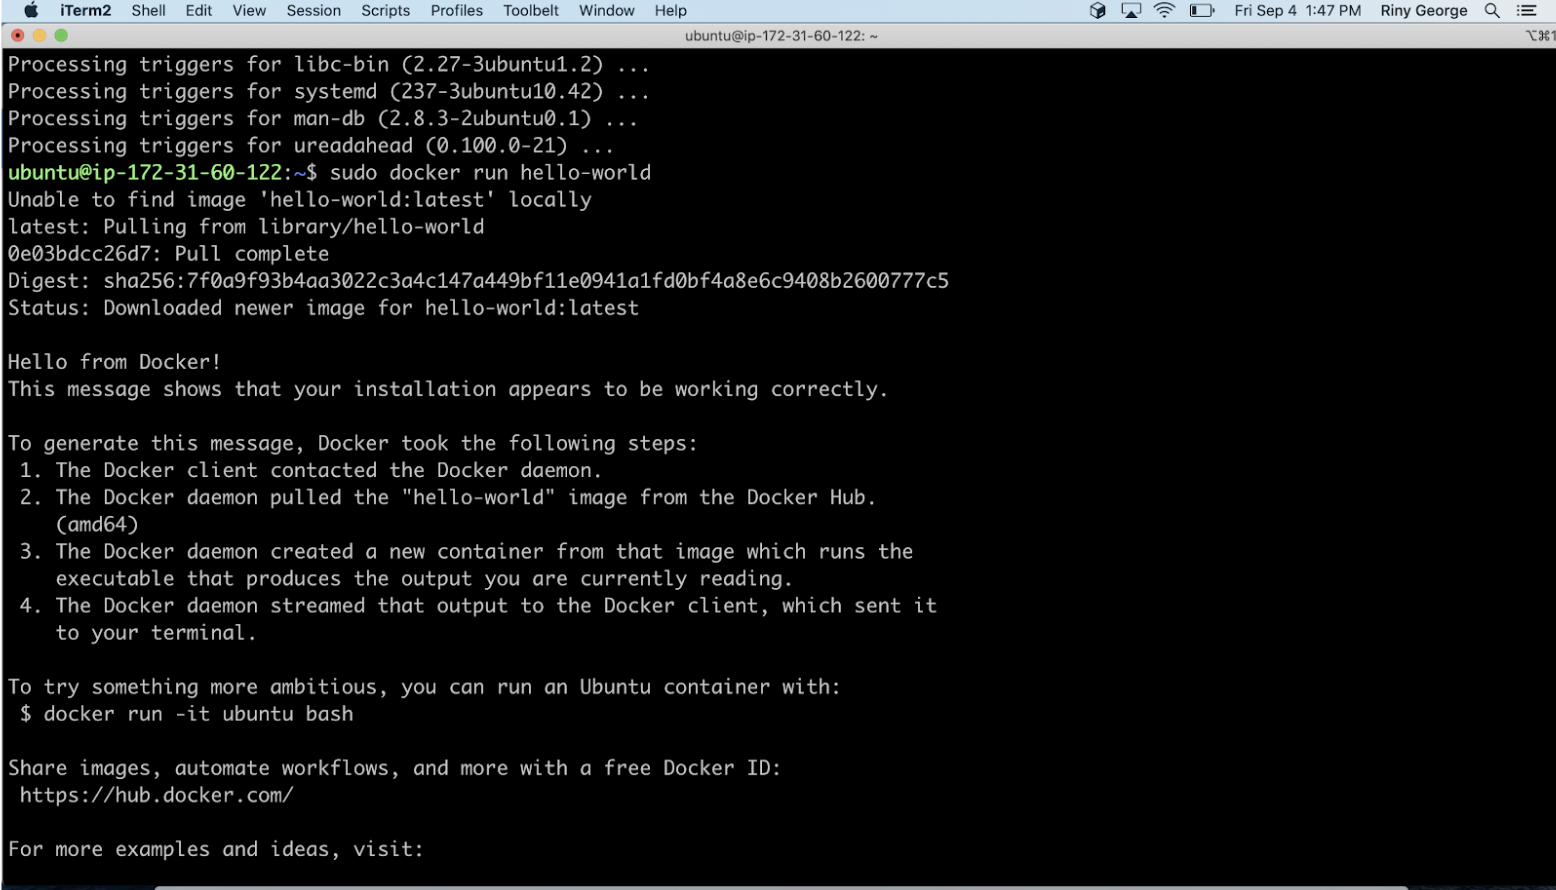 iTerm2 Shell Edit View Session Scripts Profiles Toolbelt Window Help Fri Sep 4 1:47 PM Riny George
ubuntu@ip-172-31-60-122: ~ ⌥⌘1
Processing triggers for libc-bin (2.27-3ubuntu1.2) ...
Processing triggers for systemd (237-3ubuntu10.42) ...
Processing triggers for man-db (2.8.3-2ubuntu0.1) ...
Processing triggers for ureadahead (0.100.0-21) ...
ubuntu@ip-172-31-60-122:~$ sudo docker run hello-world
Unable to find image 'hello-world:latest' locally
latest: Pulling from library/hello-world
0e03bdcc26d7: Pull complete
Digest: sha256:7f0a9f93b4aa3022c3a4c147a449bf11e0941a1fd0bf4a8e6c9408b2600777c5
Status: Downloaded newer image for hello-world:latest
Hello from Docker!
This message shows that your installation appears to be working correctly.
To generate this message, Docker took the following steps:
1. The Docker client contacted the Docker daemon.
2. The Docker daemon pulled the "hello-world" image from the Docker Hub.
(amd64)
3. The Docker daemon created a new container from that image which runs the
executable that produces the output you are currently reading.
4. The Docker daemon streamed that output to the Docker client, which sent it
to your terminal.
To try something more ambitious, you can run an Ubuntu container with:
$ docker run -it ubuntu bash
Share images, automate workflows, and more with a free Docker ID:
https://hub.docker.com/
For more examples and ideas, visit: